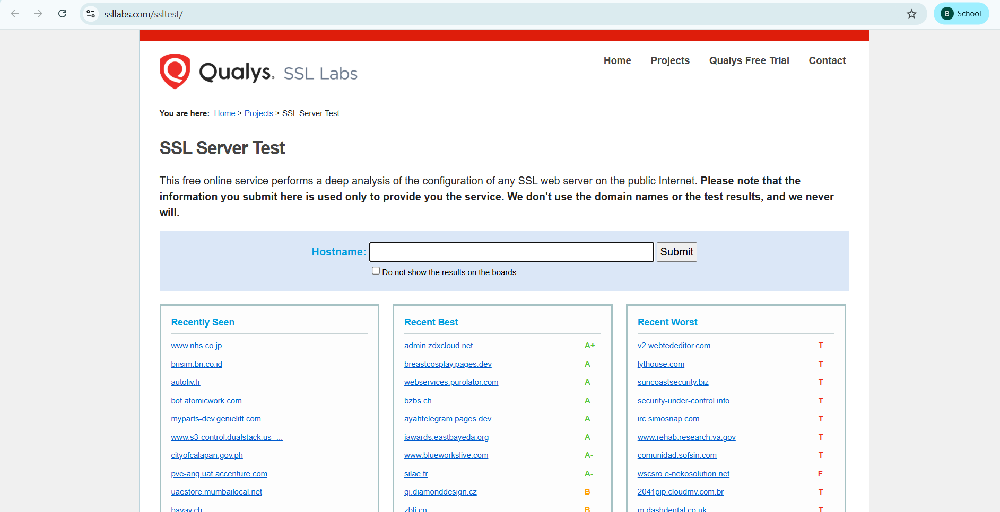 ssllabs.com/ssltest/
B School
Qualys. SSL Labs
Home Projects Qualys Free Trial Contact
You are here: Home > Projects > SSL Server Test
SSL Server Test
This free online service performs a deep analysis of the configuration of any SSL web server on the public Internet. Please note that the
information you submit here is used only to provide you the service. We don't use the domain names or the test results, and we never
will.
Hostname: Submit
Do not show the results on the boards
Recently Seen
www.nhs.co.jp
brisim.bri.co.id
autoliv.fr
bot.atomicwork.com
myparts-dev.genielift.com
www.s3-control.dualstack.us- ...
cityofcalapan.gov.ph
pve-ang.uat.accenture.com
uaestore.mumbailocal.net
Recent Best
admin.zdxcloud.net A+
breastcosplay.pages.dev A
webservices.purolator.com A
bzbs.ch A
ayahtelegram.pages.dev A
iawards.eastbayeda.org A
www.blueworkslive.com A-
silae.fr A-
qi.diamonddesign.cz B
B
Recent Worst
v2.webtededitor.com T
lythouse.com T
suncoastsecurity.biz T
security-under-control.info T
irc.simosnap.com T
www.rehab.research.va.gov T
comunidad.sofsin.com T
wscsro.e-nekosolution.net F
2041pip.cloudmv.com.br T
m.dashdental.co.uk T